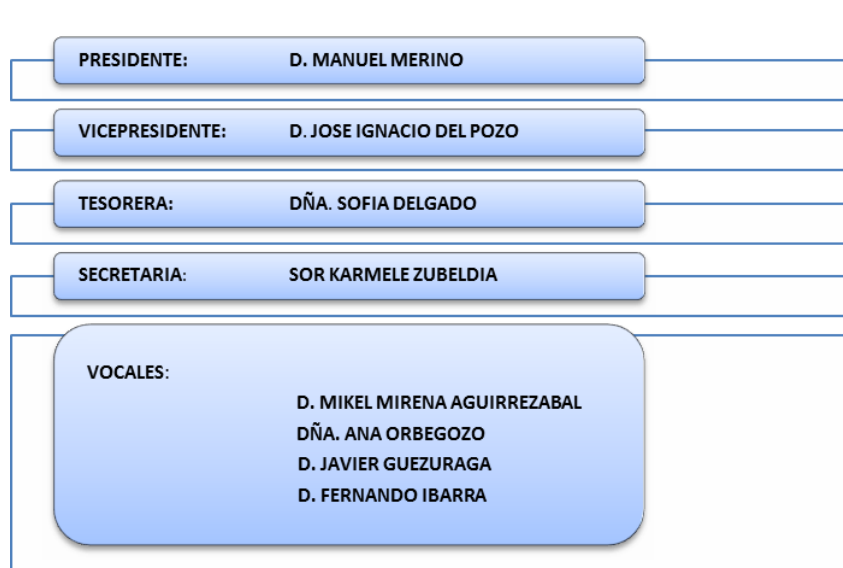 PRESIDENTE: D. MANUEL MERINO
VICEPRESIDENTE: D. JOSE IGNACIO DEL POZO
TESORERA: DÑA. SOFIA DELGADO
SECRETARIA: SOR KARMELE ZUBELDIA
VOCALES:
D. MIKEL MIRENA AGUIRREZABAL
DÑA. ANA ORBEGOZO
D. JAVIER GUEZURAGA
D. FERNANDO IBARRA